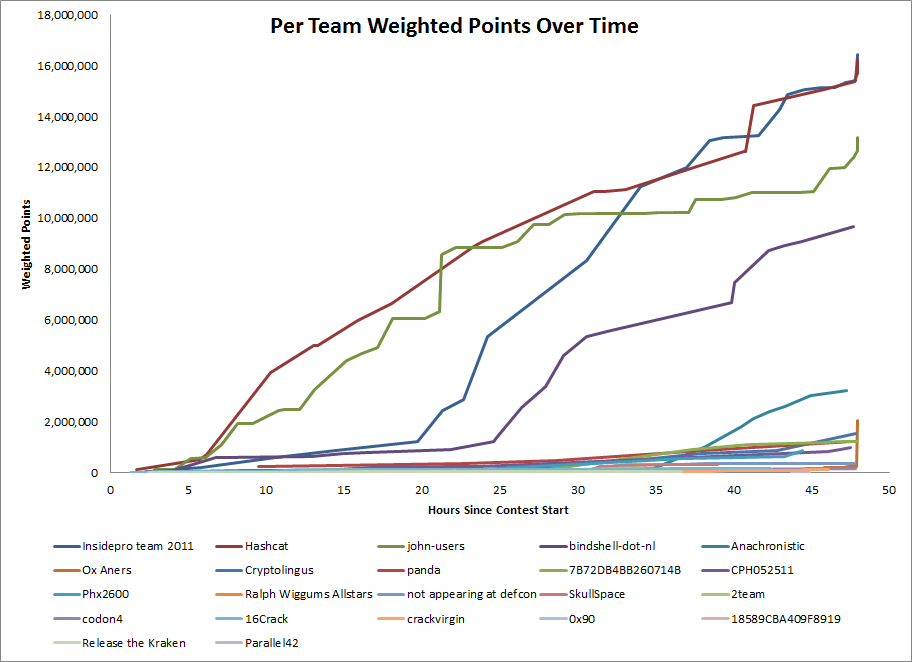 Per Team Weighted Points Over Time
18,000,000
16,000,000
14,000,000
12,000,000
10,000,000
8,000,000
6,000,000
4,000,000
2,000,000
0
Weighted Points
0 5 10 15 20 25 30 35 40 45 50
Hours Since Contest Start
Insidepro team 2011 Hashcat john-users bindshell-dot-nl Anachronistic
Ox Aners Cryptolingus panda 7B72DB4BB260714B CPH052511
Phx2600 Ralph Wiggums Allstars not appearing at defcon SkullSpace 2team
codon4 16Crack crackvirgin 0x90 18589CBA409F8919
Release the Kraken Parallel42